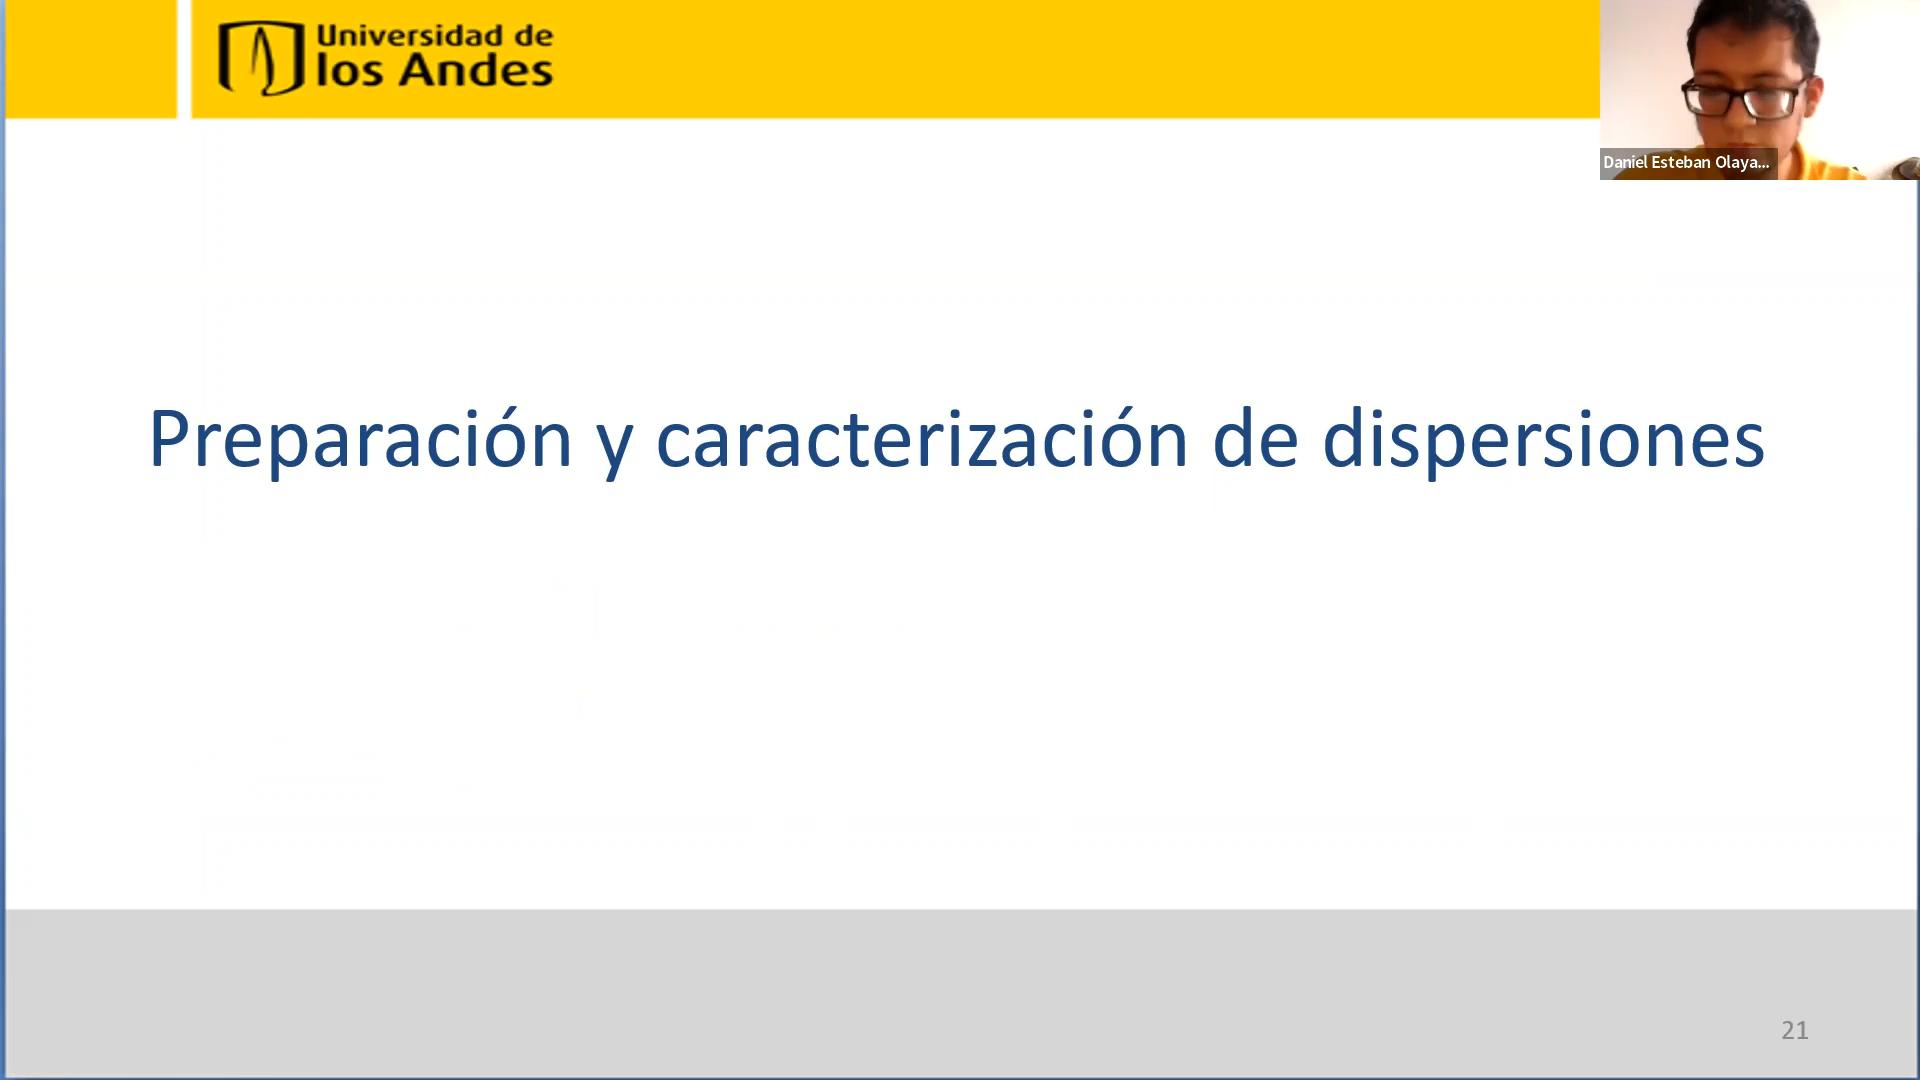 Universidad de
los Andes
Daniel Esteban Olaya...
Preparación y caracterización de dispersiones
21